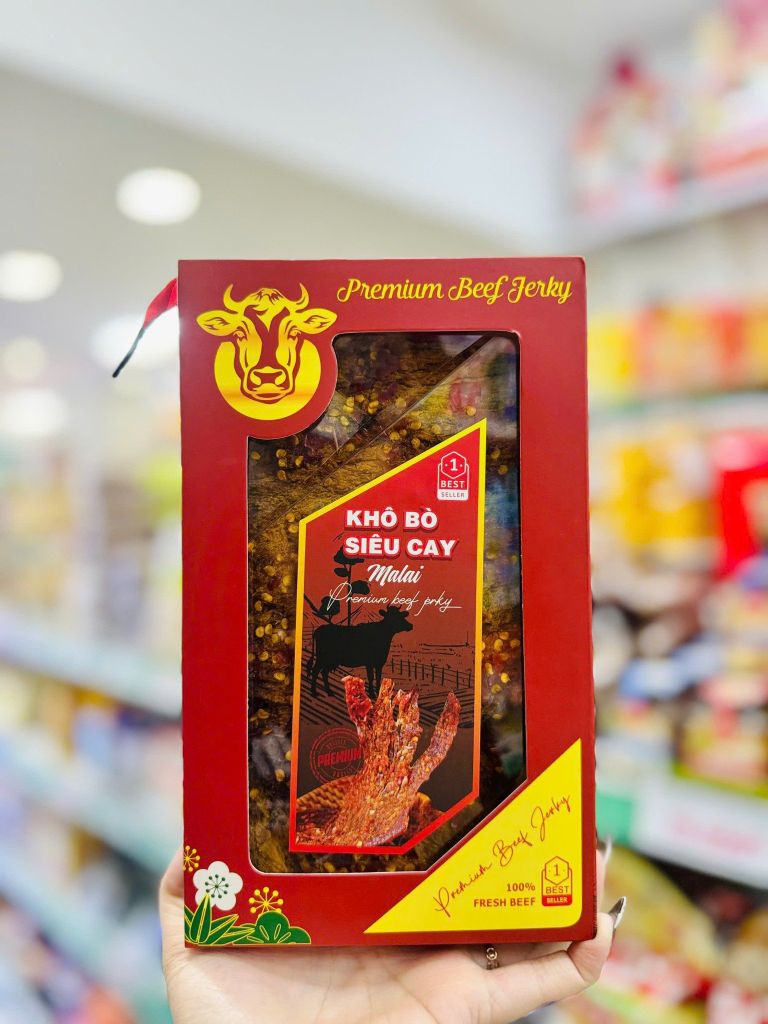 Premium Beef Jerky
1
BEST
SELLER
KHÔ BÒ
SIÊU CAY
Malai
Premium beef jerky
PREMIUM
Premium Beef Jerky
100%
FRESH BEEF
1
BEST
SELLER